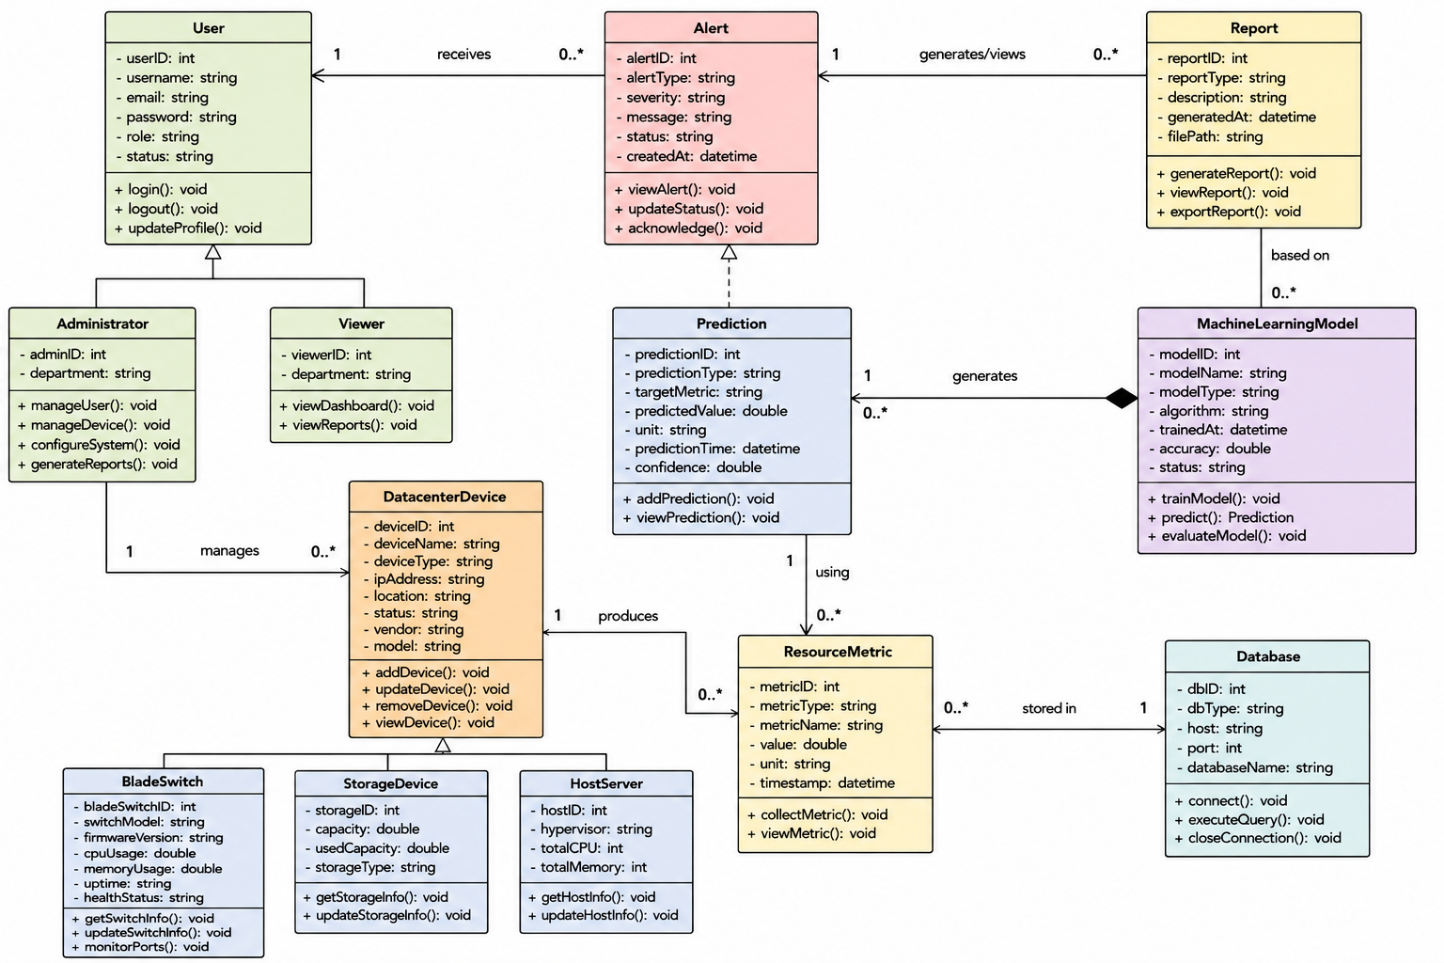 User
- userID: int
- username: string
- email: string
- password: string
- role: string
- status: string
+ login(): void
+ logout(): void
+ updateProfile(): void
1
receives
0..*
Alert
- alertID: int
- alertType: string
- severity: string
- message: string
- status: string
- createdAt: datetime
+ viewAlert(): void
+ updateStatus(): void
+ acknowledge(): void
1
generates/views
0..*
Report
- reportID: int
- reportType: string
- description: string
- generatedAt: datetime
- filePath: string
+ generateReport(): void
+ viewReport(): void
+ exportReport(): void
based on
0..*
Administrator
- adminID: int
- department: string
+ manageUser(): void
+ manageDevice(): void
+ configureSystem(): void
+ generateReports(): void
Viewer
- viewerID: int
- department: string
+ viewDashboard(): void
+ viewReports(): void
Prediction
- predictionID: int
- predictionType: string
- targetMetric: string
- predictedValue: double
- unit: string
- predictionTime: datetime
- confidence: double
+ addPrediction(): void
+ viewPrediction(): void
1
generates
0..*
MachineLearningModel
- modelID: int
- modelName: string
- modelType: string
- algorithm: string
- trainedAt: datetime
- accuracy: double
- status: string
+ trainModel(): void
+ predict(): Prediction
+ evaluateModel(): void
1
manages
0..*
DatacenterDevice
- deviceID: int
- deviceName: string
- deviceType: string
- ipAddress: string
- location: string
- status: string
- vendor: string
- model: string
+ addDevice(): void
+ updateDevice(): void
+ removeDevice(): void
+ viewDevice(): void
1
produces
0..*
1
using
0..*
ResourceMetric
- metricID: int
- metricType: string
- metricName: string
- value: double
- unit: string
- timestamp: datetime
+ collectMetric(): void
+ viewMetric(): void
0..*
stored in
1
Database
- dbID: int
- dbType: string
- host: string
- port: int
- databaseName: string
+ connect(): void
+ executeQuery(): void
+ closeConnection(): void
BladeSwitch
- bladeSwitchID: int
- switchModel: string
- firmwareVersion: string
- cpuUsage: double
- memoryUsage: double
- uptime: string
- healthStatus: string
+ getSwitchInfo(): void
+ updateSwitchInfo(): void
+ monitorPorts(): void
StorageDevice
- storageID: int
- capacity: double
- usedCapacity: double
- storageType: string
+ getStorageInfo(): void
+ updateStorageInfo(): void
HostServer
- hostID: int
- hypervisor: string
- totalCPU: int
- totalMemory: int
+ getHostInfo(): void
+ updateHostInfo(): void